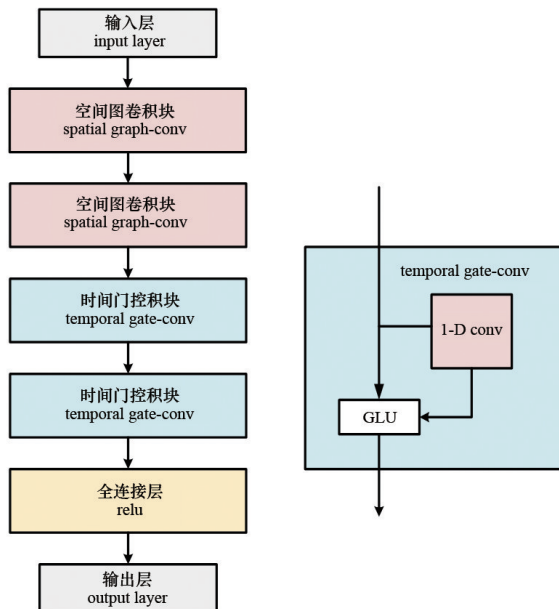 输入层
input layer
空间图卷积块
spatial graph-conv
空间图卷积块
spatial graph-conv
时间门控积块
temporal gate-conv
时间门控积块
temporal gate-conv
全连接层
relu
输出层
output layer
temporal gate-conv
1-D conv
GLU